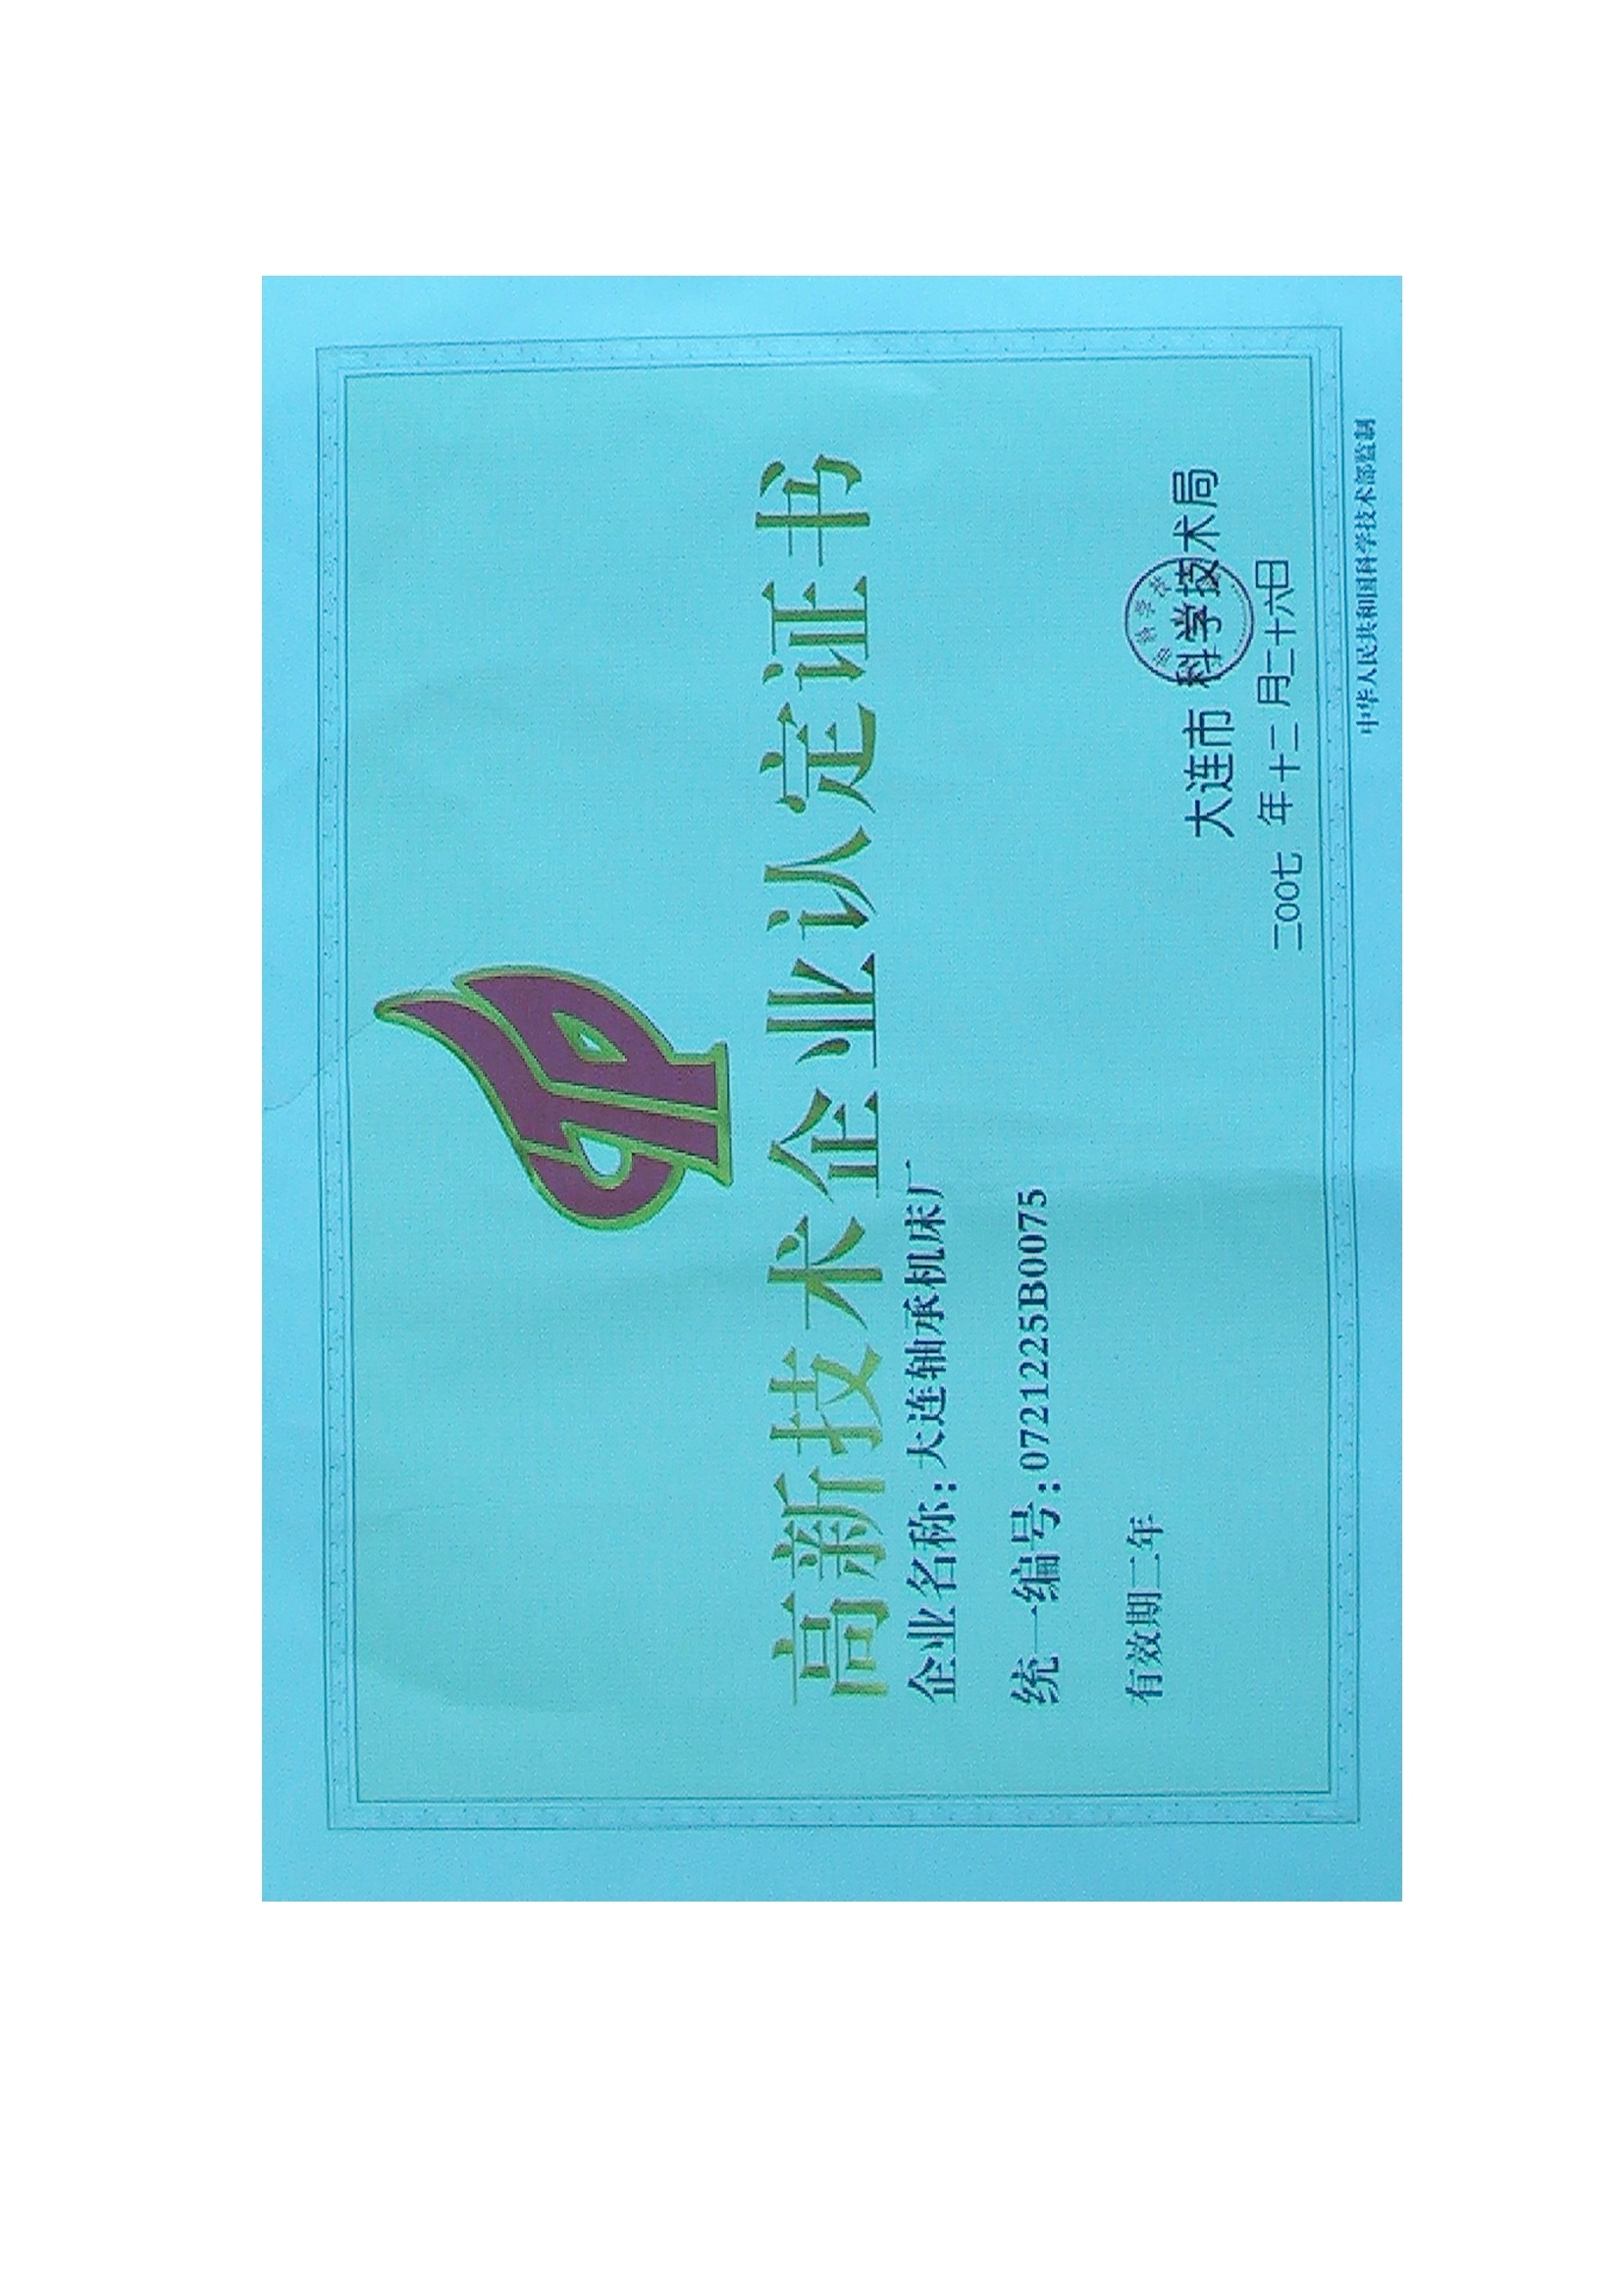 高新技术企业认定证书
企业名称：大连轴承机床厂
统一编号：0721225B0075
有效期二年
大连市 科学技术局
二〇〇七 年 十二 月二十六日
中华人民共和国科学技术部监制